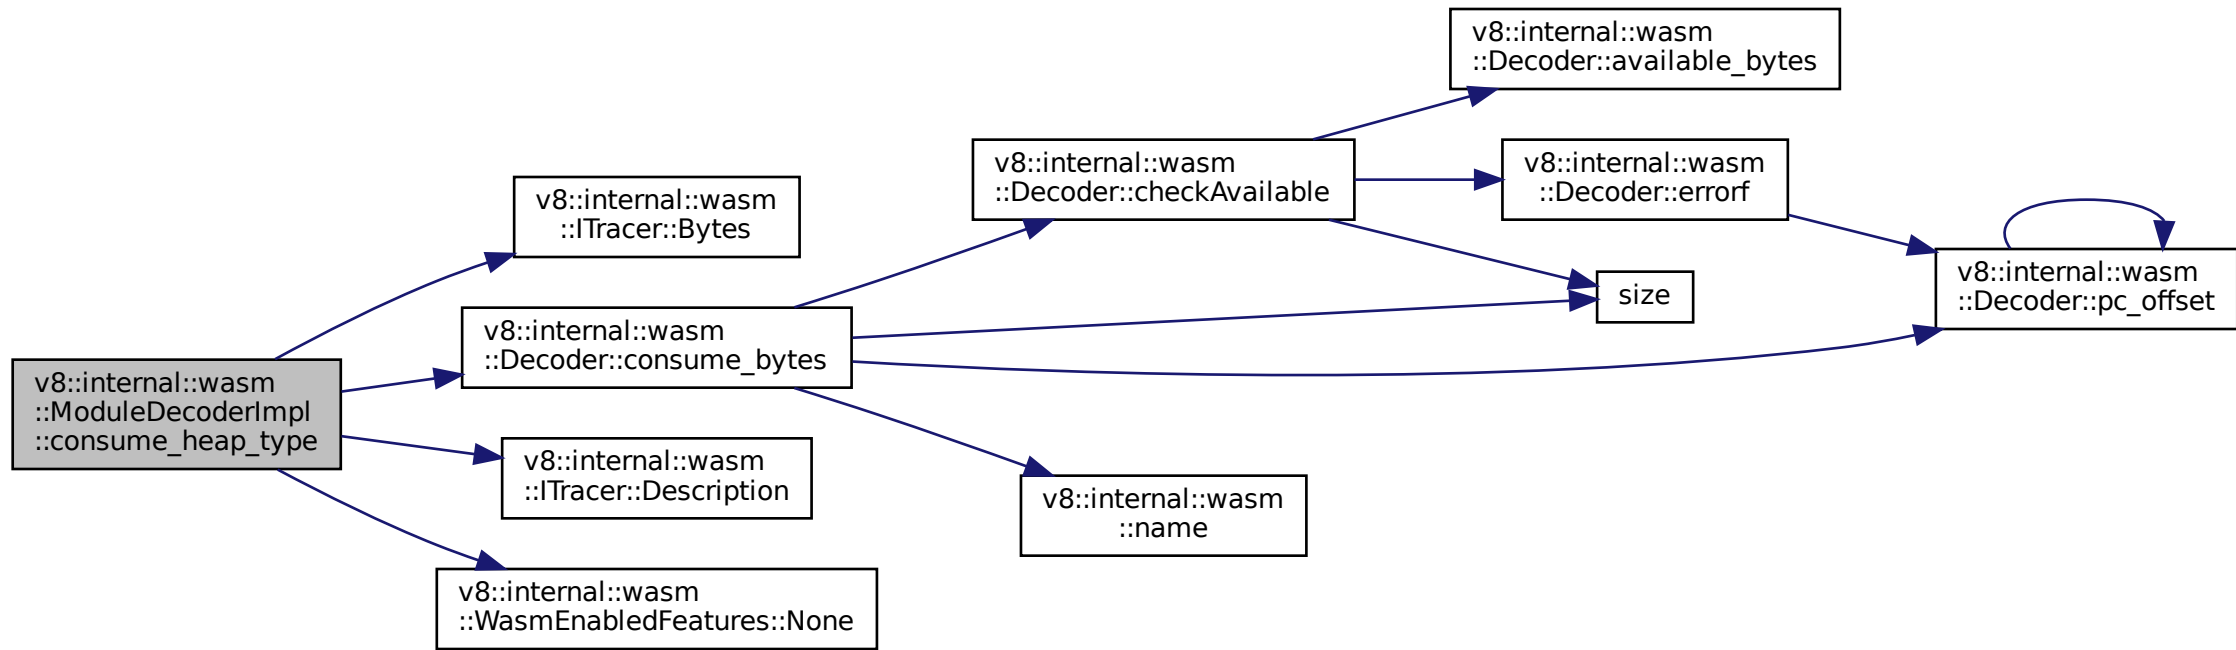 v8::internal::wasm
::ModuleDecoderImpl
::consume_heap_type
v8::internal::wasm
::ITracer::Bytes
v8::internal::wasm
::Decoder::consume_bytes
v8::internal::wasm
::ITracer::Description
v8::internal::wasm
::WasmEnabledFeatures::None
v8::internal::wasm
::Decoder::checkAvailable
v8::internal::wasm
::name
v8::internal::wasm
::Decoder::available_bytes
v8::internal::wasm
::Decoder::errorf
size
v8::internal::wasm
::Decoder::pc_offset